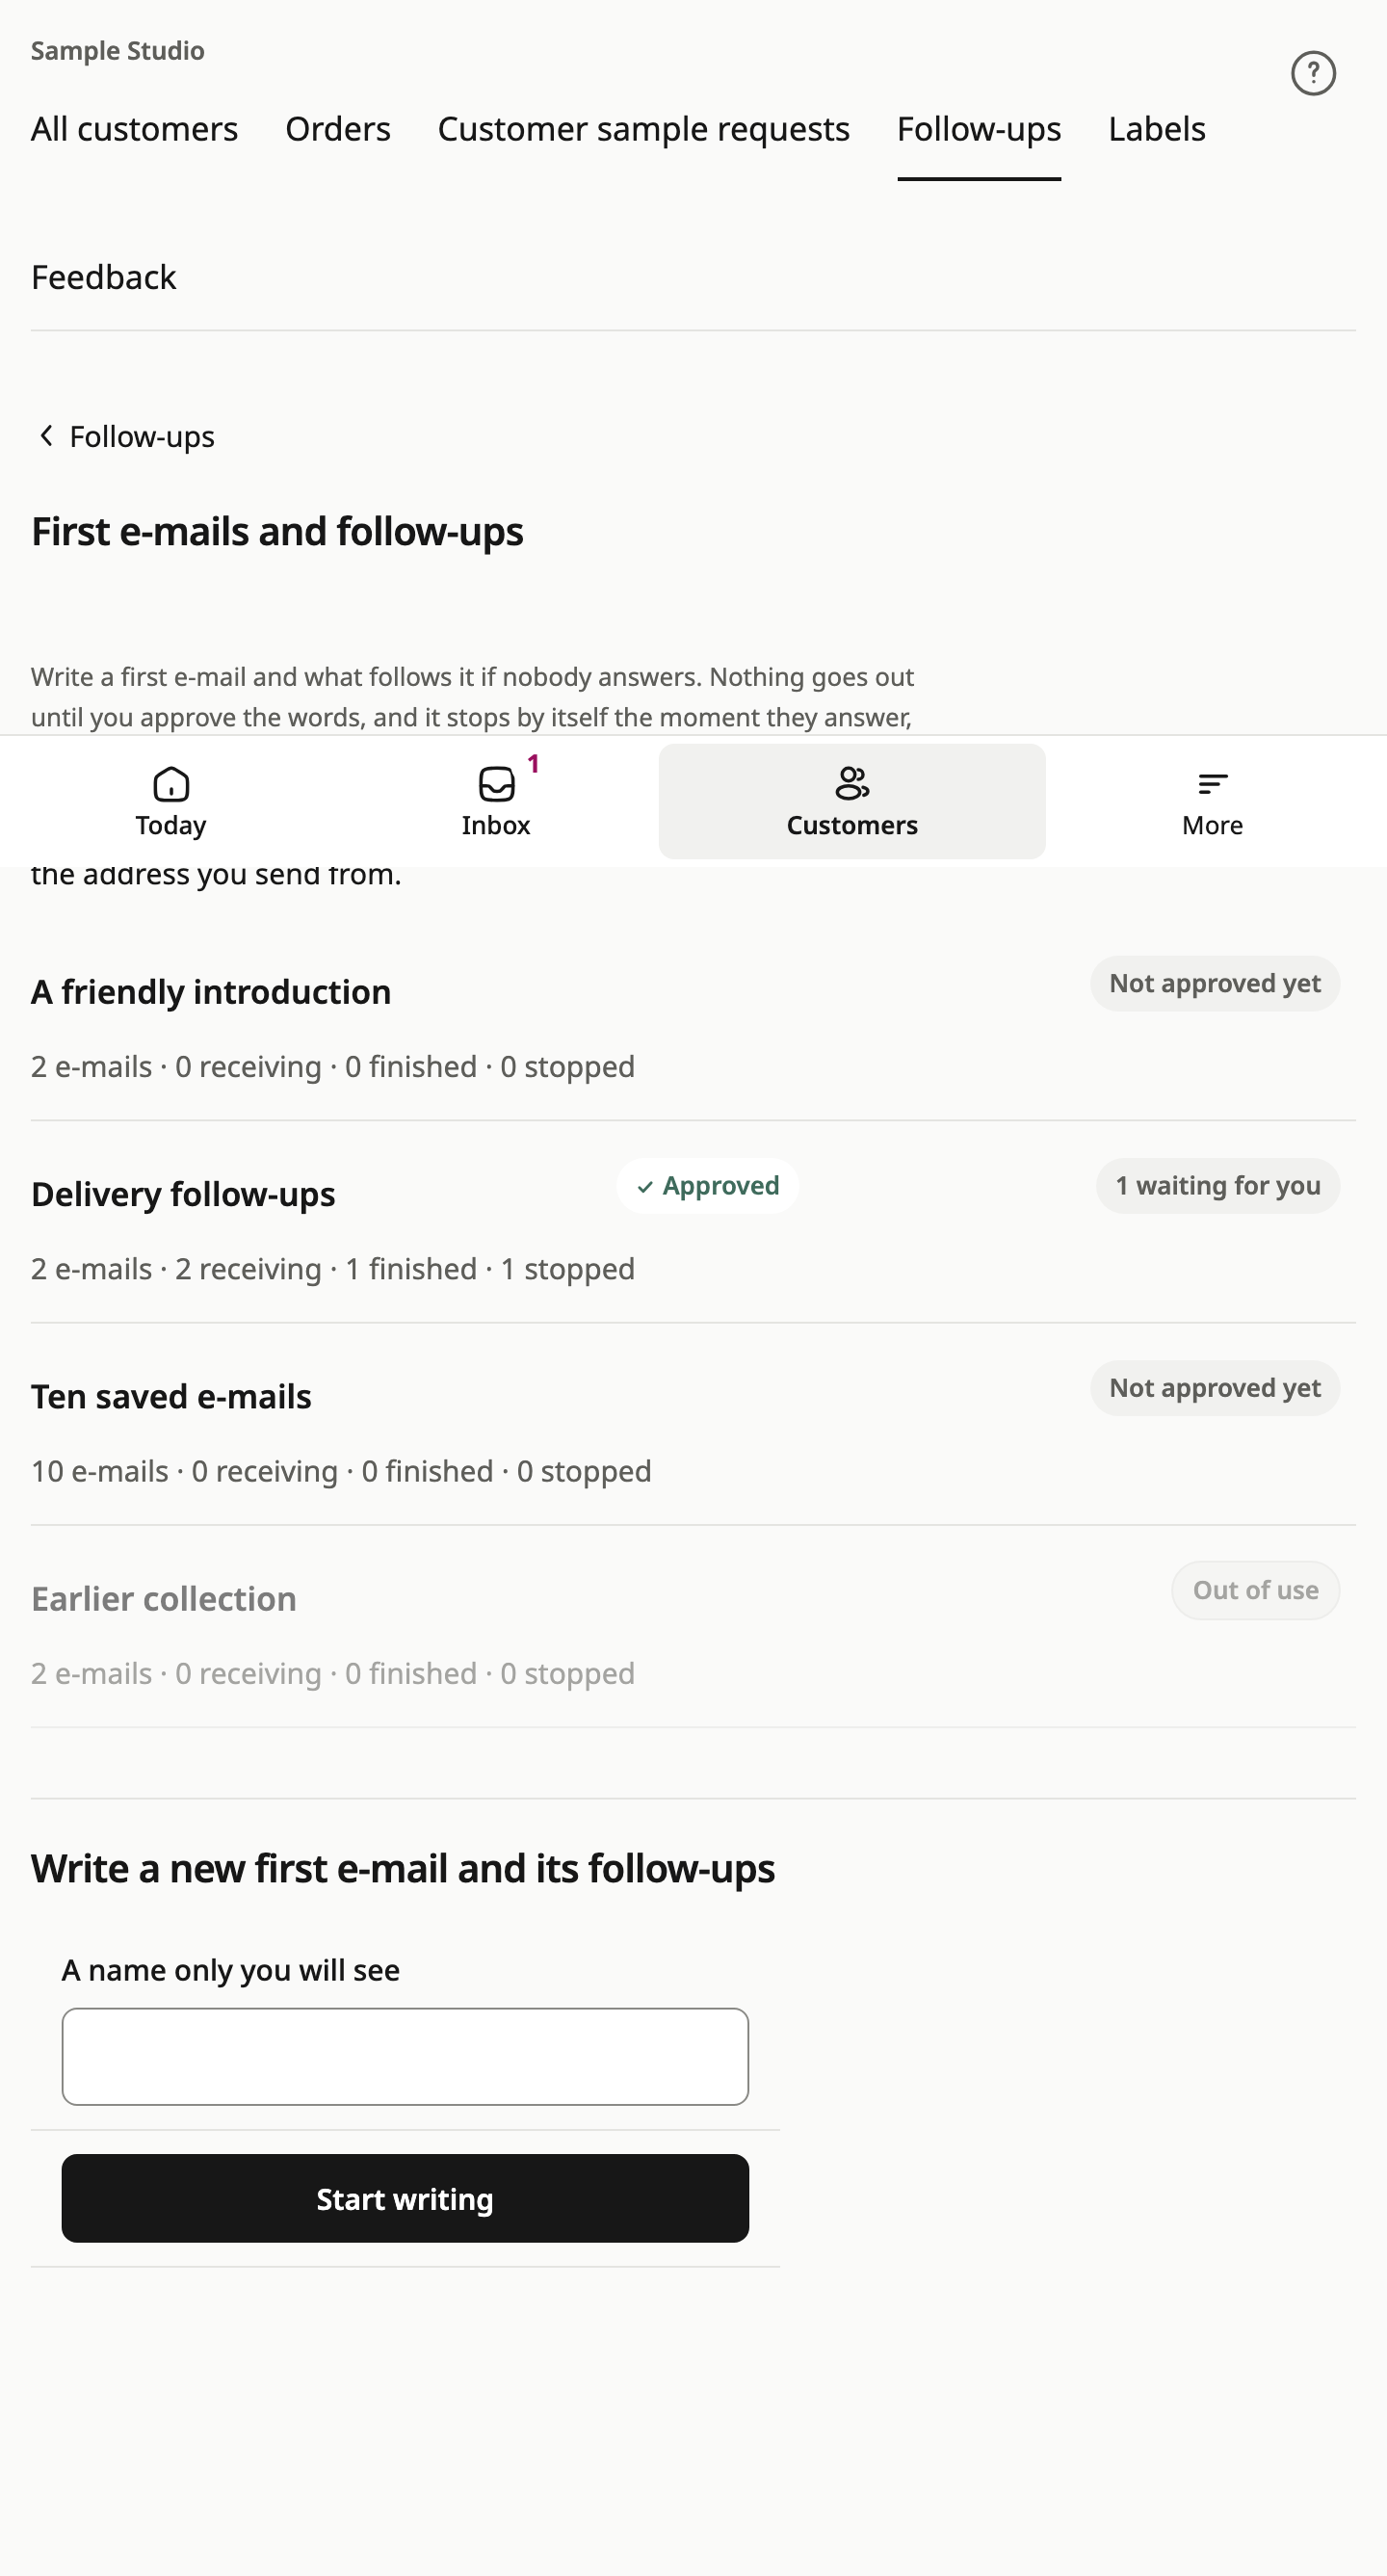 Sample Studio
?
All customers Orders Customer sample requests Follow-ups Labels
Feedback
Follow-ups
First e-mails and follow-ups
Write a first e-mail and what follows it if nobody answers. Nothing goes out
until you approve the words, and it stops by itself the moment they answer,
1
Today Inbox Customers More
the address you send from.
A friendly introduction Not approved yet
2 e-mails · 0 receiving · 0 finished · 0 stopped
Delivery follow-ups Approved 1 waiting for you
2 e-mails · 2 receiving · 1 finished · 1 stopped
Ten saved e-mails Not approved yet
10 e-mails · 0 receiving · 0 finished · 0 stopped
Earlier collection Out of use
2 e-mails · 0 receiving · 0 finished · 0 stopped
Write a new first e-mail and its follow-ups
A name only you will see
Start writing